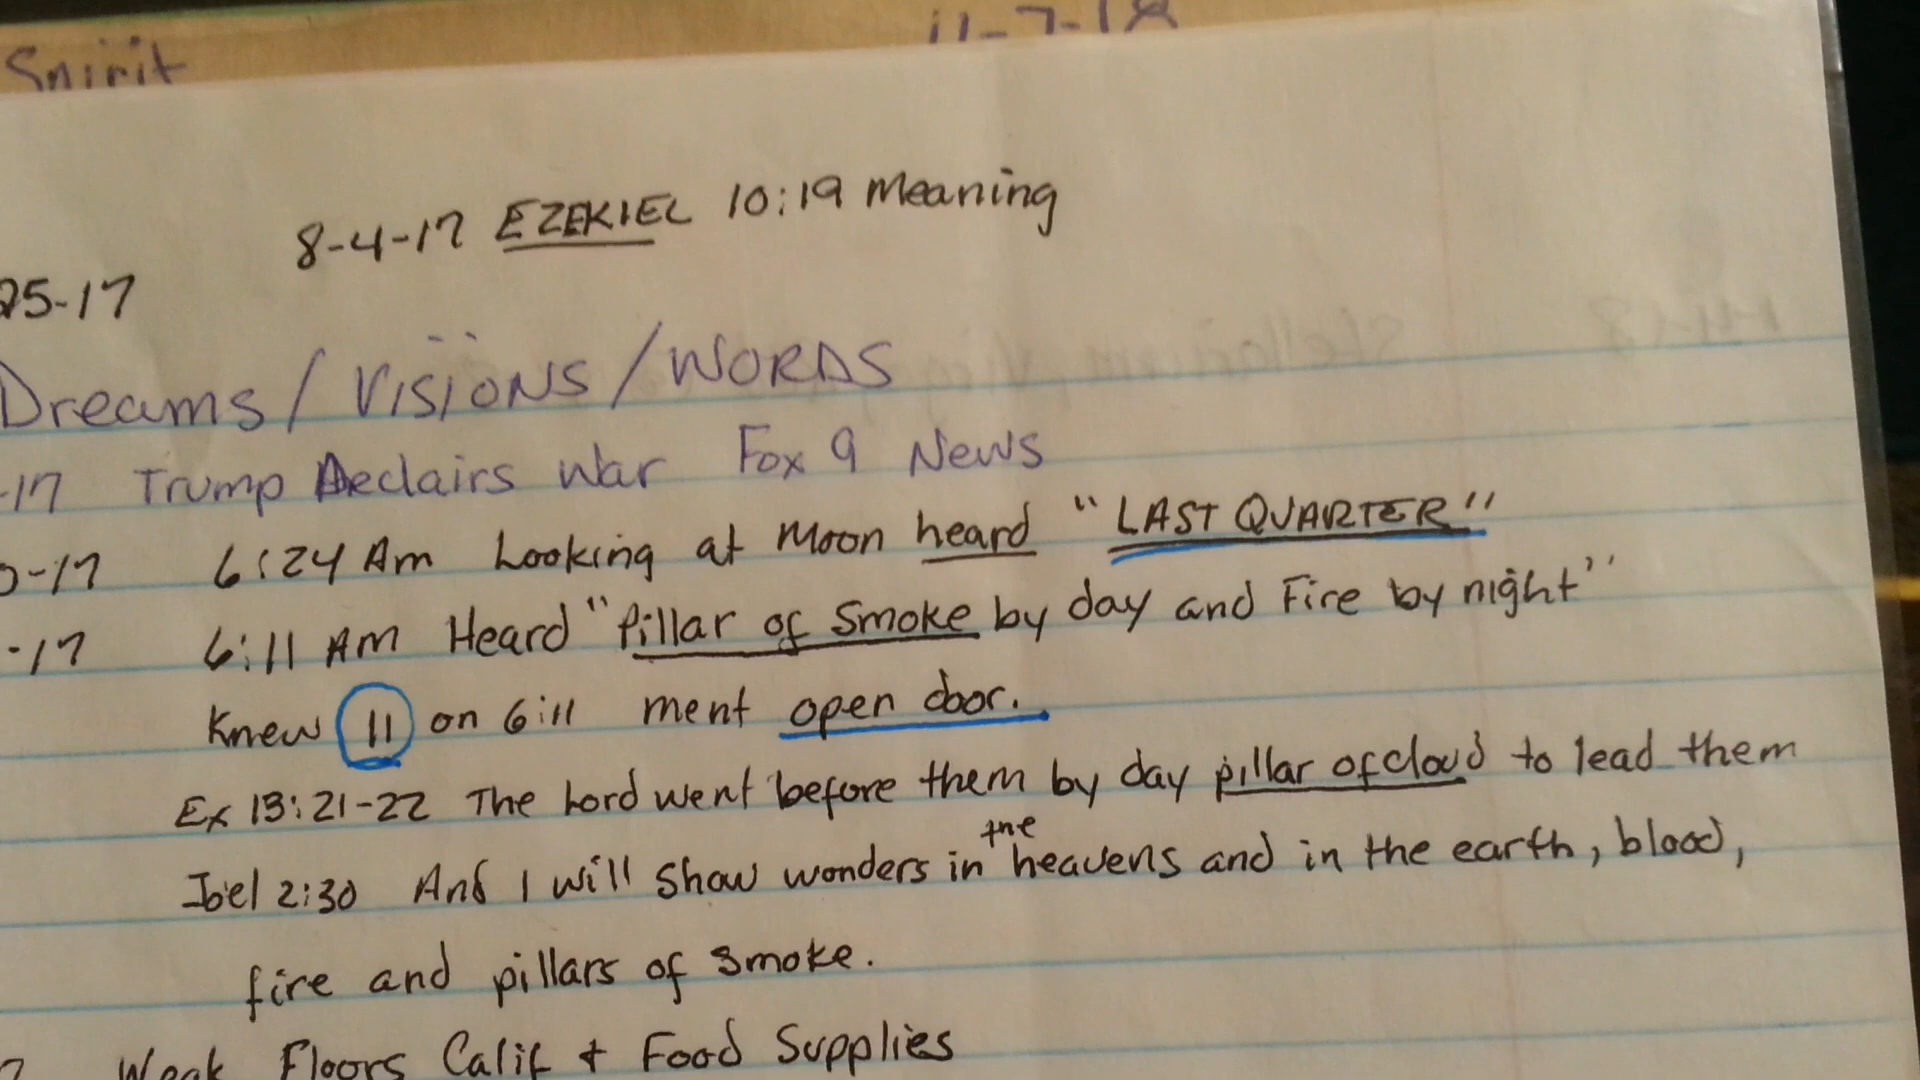 Spirit 11-7-18
8-4-17 EZEKIEL 10:19 Meaning
25-17
Dreams / VISIONS / WORDS
-17 Trump Declairs War Fox 9 News
-17 6:24 Am Looking at Moon heard "LAST QUARTER"
-17 6:11 AM Heard "Pillar of Smoke by day and Fire by night"
Knew 11 on 6:11 ment open door.
Ex 13:21-22 The Lord went before them by day pillar of cloud to lead them
Joel 2:30 And I will Show wonders in the heavens and in the earth, blood,
fire and pillars of smoke.
Weak Floors Calif + Food Supplies